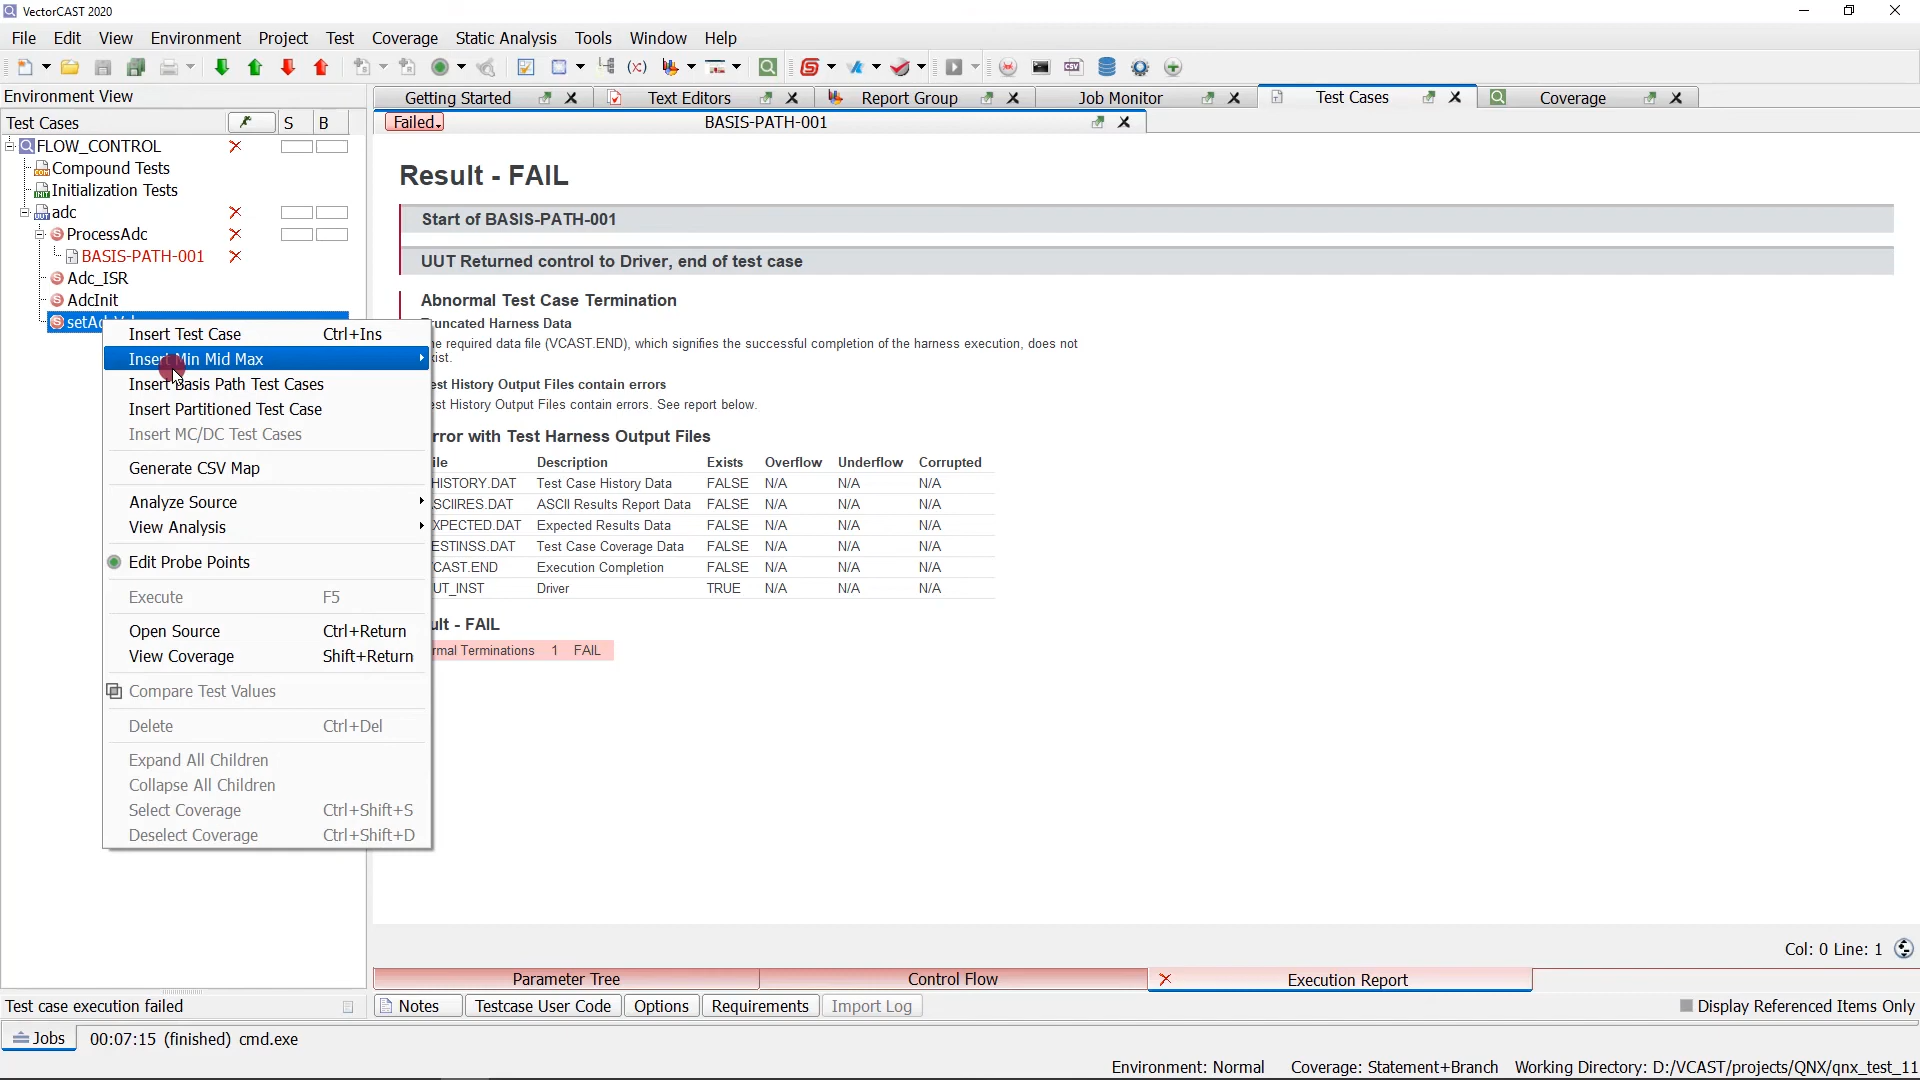 VectorCAST 2020
File Edit View Environment Project Test Coverage Static Analysis Tools Window Help
Environment View
Getting Started Text Editors Report Group Job Monitor Test Cases Coverage
Test Cases S B
Failed BASIS-PATH-001
FLOW_CONTROL
Compound Tests
Initialization Tests
adc
ProcessAdc
BASIS-PATH-001
Adc_ISR
AdcInit
Insert Test Case Ctrl+Ins
Insert Min Mid Max
Insert Basis Path Test Cases
Insert Partitioned Test Case
Insert MC/DC Test Cases
Generate CSV Map
Analyze Source
View Analysis
Edit Probe Points
Execute F5
Open Source Ctrl+Return
View Coverage Shift+Return
Compare Test Values
Delete Ctrl+Del
Expand All Children
Collapse All Children
Select Coverage Ctrl+Shift+S
Deselect Coverage Ctrl+Shift+D
Result - FAIL
Start of BASIS-PATH-001
UUT Returned control to Driver, end of test case
Abnormal Test Case Termination
Harness Data
required data file (VCAST.END), which signifies the successful completion of the harness execution, does not
History Output Files contain errors
History Output Files contain errors. See report below.
with Test Harness Output Files
Description Exists Overflow Underflow Corrupted
HISTORY.DAT Test Case History Data FALSE N/A N/A N/A
SCIIRES.DAT ASCII Results Report Data FALSE N/A N/A N/A
XPECTED.DAT Expected Results Data FALSE N/A N/A N/A
ESTINSS.DAT Test Case Coverage Data FALSE N/A N/A N/A
CAST.END Execution Completion FALSE N/A N/A N/A
UT_INST Driver TRUE N/A N/A N/A
ult - FAIL
rmal Terminations 1 FAIL
Col: 0 Line: 1
Parameter Tree Control Flow Execution Report
Test case execution failed
Notes Testcase User Code Options Requirements Import Log Display Referenced Items Only
Jobs 00:07:15 (finished) cmd.exe
Environment: Normal Coverage: Statement+Branch Working Directory: D:/VCAST/projects/QNX/qnx_test_11